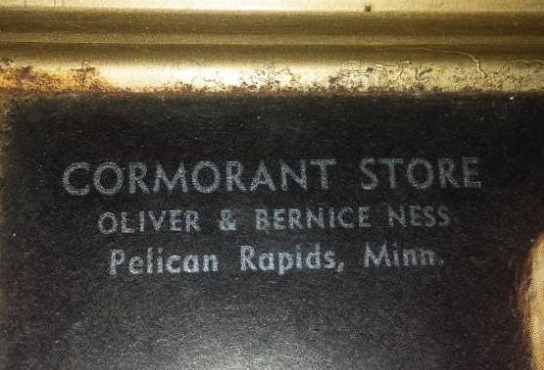 CORMORANT STORE
OLIVER & BERNICE NESS
Pelican Rapids, Minn.